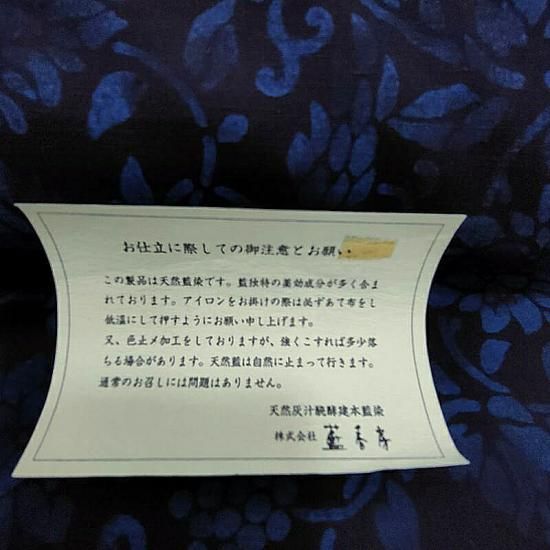 お仕立に際しての御注意とお願い
この製品は天然藍染です。藍独特の薬効成分が多く含ま
れております。アイロンをお掛けの際は必ずあて布をし
低温にして押すようにお願い申し上げます。
又、色止メ加工をしておりますが、強くこすれば多少落
ちる場合があります。天然藍は自然に止まって行きます。
通常のお召しには問題はありません。
天然灰汁醗酵建本藍染
株式会社 藍